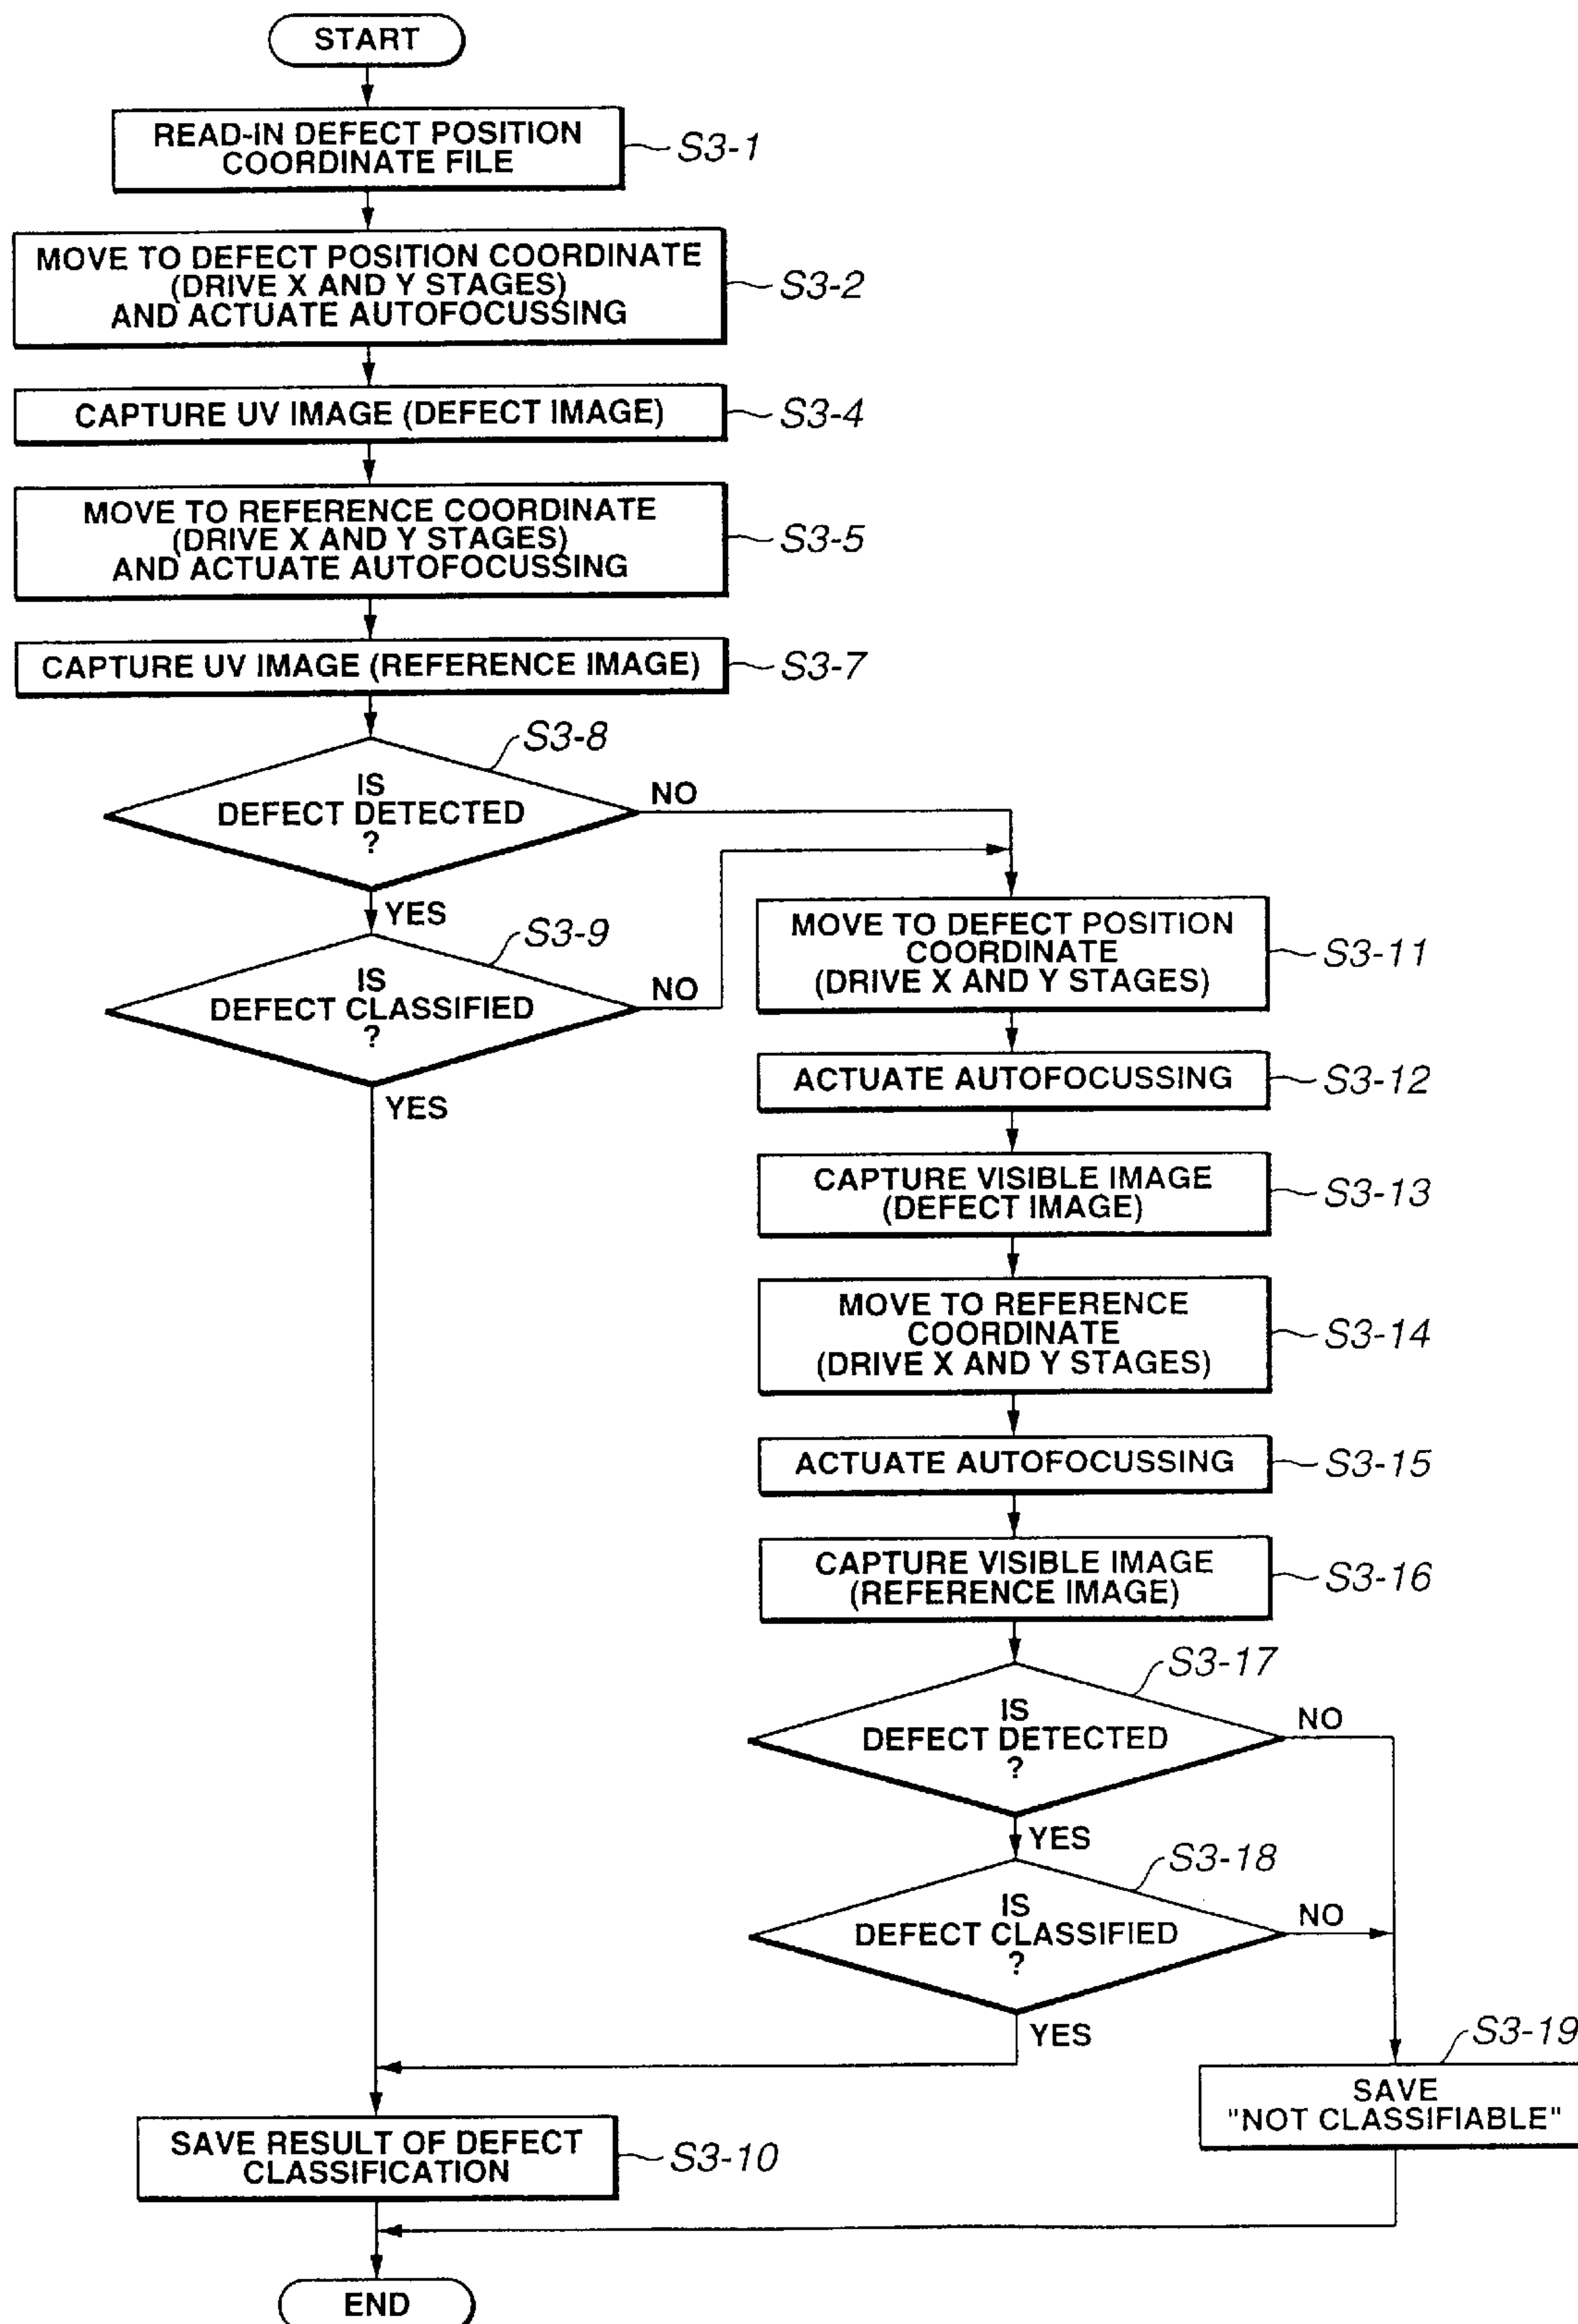 START
READ-IN DEFECT POSITION
COORDINATE FILE
S3-1
MOVE TO DEFECT POSITION COORDINATE
(DRIVE X AND Y STAGES)
AND ACTUATE AUTOFOCUSSING
S3-2
CAPTURE UV IMAGE (DEFECT IMAGE)
S3-4
MOVE TO REFERENCE COORDINATE
(DRIVE X AND Y STAGES)
AND ACTUATE AUTOFOCUSSING
S3-5
CAPTURE UV IMAGE (REFERENCE IMAGE)
S3-7
S3-8
IS
DEFECT DETECTED
?
NO
YES
S3-9
IS
DEFECT CLASSIFIED
?
NO
YES
MOVE TO DEFECT POSITION
COORDINATE
(DRIVE X AND Y STAGES)
S3-11
ACTUATE AUTOFOCUSSING
S3-12
CAPTURE VISIBLE IMAGE
(DEFECT IMAGE)
S3-13
MOVE TO REFERENCE
COORDINATE
(DRIVE X AND Y STAGES)
S3-14
ACTUATE AUTOFOCUSSING
S3-15
CAPTURE VISIBLE IMAGE
(REFERENCE IMAGE)
S3-16
S3-17
IS
DEFECT DETECTED
?
NO
YES
S3-18
IS
DEFECT CLASSIFIED
?
NO
YES
S3-19
SAVE
"NOT CLASSIFIABLE"
SAVE RESULT OF DEFECT
CLASSIFICATION
S3-10
END